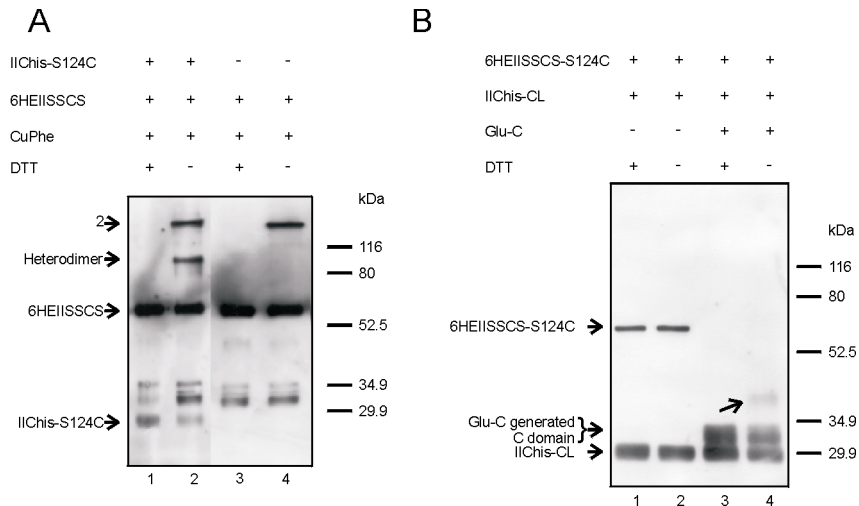 A
IIChis-S124C + + - -
6HEIISSCS + + + +
CuPhe + + + +
DTT + - + -
kDa
2
116
Heterodimer
80
6HEIISSCS
52.5
34.9
29.9
IIChis-S124C
1 2 3 4
B
6HEIISSCS-S124C + + + +
IIChis-CL + + + +
Glu-C - - + +
DTT + - + -
kDa
116
80
6HEIISSCS-S124C
52.5
Glu-C generated
C domain
34.9
IIChis-CL
29.9
1 2 3 4